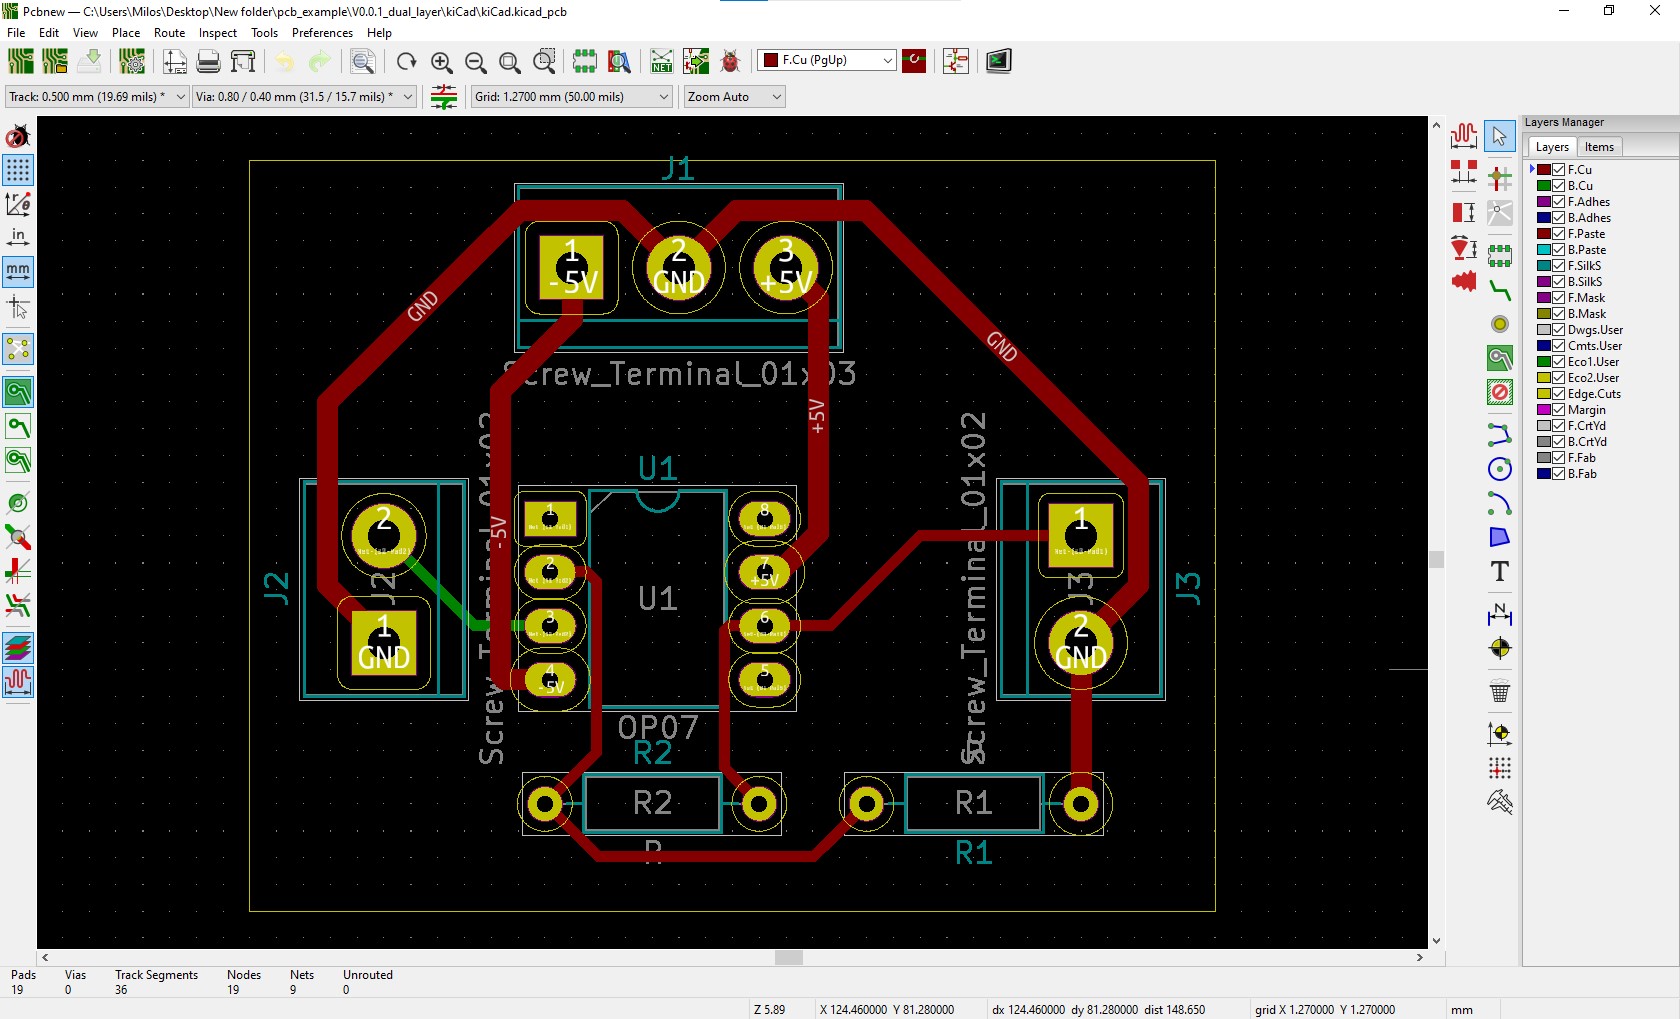 Pcbnew — C:\Users\Milos\Desktop\New folder\pcb_example\V0.0.1_dual_layer\kiCad\kiCad.kicad_pcb
File Edit View Place Route Inspect Tools Preferences Help
NET
F.Cu (PgUp)
Track: 0.500 mm (19.69 mils) *
Via: 0.80 / 0.40 mm (31.5 / 15.7 mils) *
Grid: 1.2700 mm (50.00 mils)
Zoom Auto
in
mm
J1
1
-5V
2
GND
3
+5V
Screw_Terminal_01x03
GND
GND
+5V
-5V
Screw_Terminal_01x02
Screw_Terminal_01x02
J2
J2
2
1
GND
U1
U1
1
2
3
4
-5V
8
7
+5V
6
5
OP07
J3
J3
1
2
GND
R2
R2
R
R1
R1
Layers Manager
Layers Items
F.Cu
B.Cu
F.Adhes
B.Adhes
F.Paste
B.Paste
F.SilkS
B.SilkS
F.Mask
B.Mask
Dwgs.User
Cmts.User
Eco1.User
Eco2.User
Edge.Cuts
Margin
F.CrtYd
B.CrtYd
F.Fab
B.Fab
T
N
Pads Vias Track Segments Nodes Nets Unrouted
19 0 36 19 9 0
Z 5.89 X 124.460000 Y 81.280000 dx 124.460000 dy 81.280000 dist 148.650 grid X 1.270000 Y 1.270000 mm